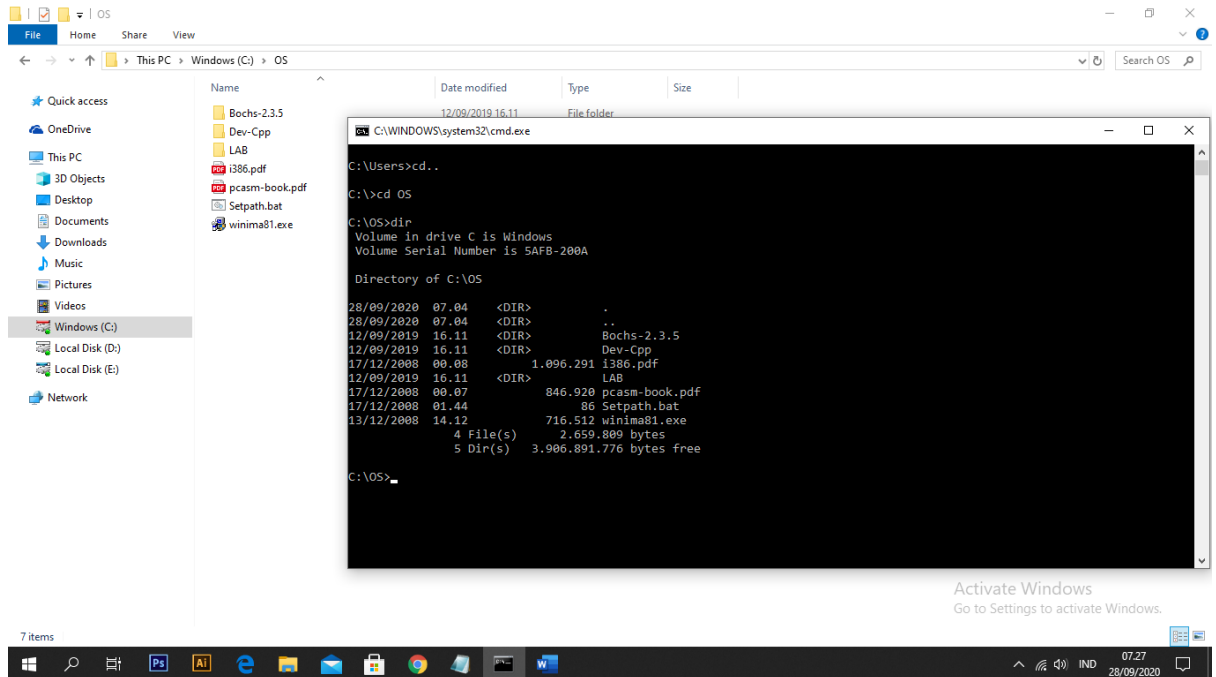 OS
File Home Share View
This PC > Windows (C:) > OS
Search OS
Quick access
OneDrive
This PC
3D Objects
Desktop
Documents
Downloads
Music
Pictures
Videos
Windows (C:)
Local Disk (D:)
Local Disk (E:)
Network
Name Date modified Type Size
Bochs-2.3.5 12/09/2019 16.11 File folder
Dev-Cpp
LAB
i386.pdf
pcasm-book.pdf
Setpath.bat
winima81.exe
C:\WINDOWS\system32\cmd.exe
C:\Users>cd..
C:\>cd OS
C:\OS>dir
Volume in drive C is Windows
Volume Serial Number is 5AFB-200A
Directory of C:\OS
28/09/2020 07.04 <DIR> .
28/09/2020 07.04 <DIR> ..
12/09/2019 16.11 <DIR> Bochs-2.3.5
12/09/2019 16.11 <DIR> Dev-Cpp
17/12/2008 00.08 1.096.291 i386.pdf
12/09/2019 16.11 <DIR> LAB
17/12/2008 00.07 846.920 pcasm-book.pdf
17/12/2008 01.44 86 Setpath.bat
13/12/2008 14.12 716.512 winima81.exe
4 File(s) 2.659.809 bytes
5 Dir(s) 3.906.891.776 bytes free
C:\OS>
Activate Windows
Go to Settings to activate Windows.
7 items
Ps
Ai
IND
07.27
28/09/2020